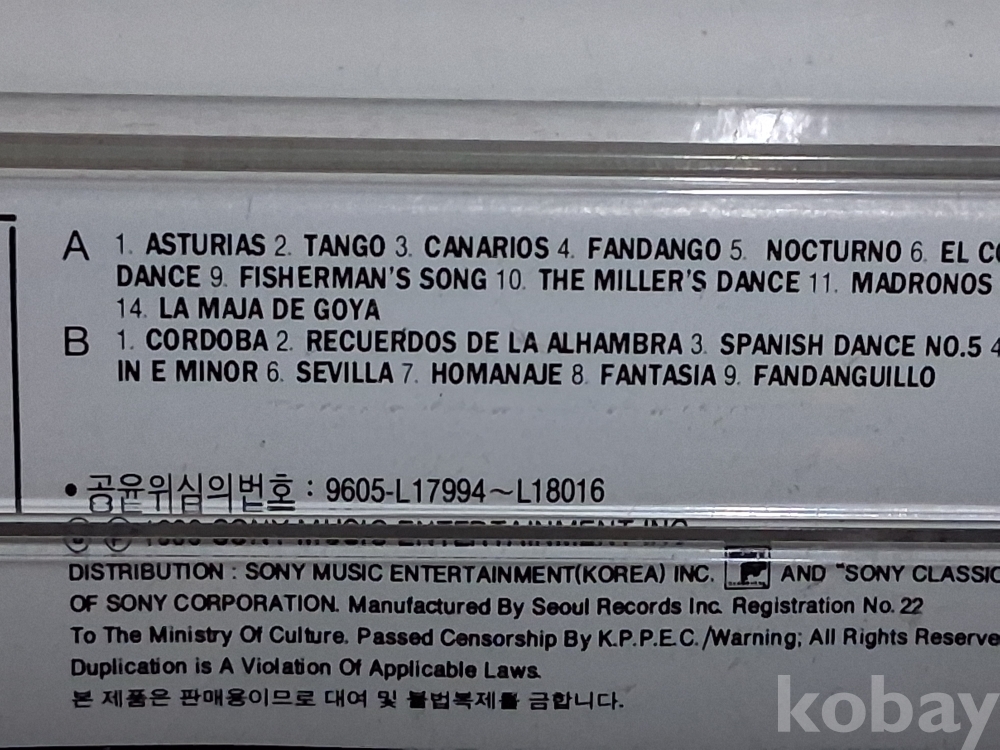 A 1. ASTURIAS 2. TANGO 3. CANARIOS 4. FANDANGO 5. NOCTURNO 6. EL
DANCE 9. FISHERMAN'S SONG 10. THE MILLER'S DANCE 11. MADRONOS
14. LA MAJA DE GOYA
B 1. CORDOBA 2. RECUERDOS DE LA ALHAMBRA 3. SPANISH DANCE NO.5 4
IN E MINOR 6. SEVILLA 7. HOMANAJE 8. FANTASIA 9. FANDANGUILLO
• 공윤위심의번호 : 9605-L17994~L18016
SONY MUSIC ENTERTAINMENT INC
DISTRIBUTION : SONY MUSIC ENTERTAINMENT(KOREA) INC. AND "SONY CLASSIC
OF SONY CORPORATION. Manufactured By Seoul Records Inc. Registration No. 22
To The Ministry Of Culture. Passed Censorship By K.P.P.E.C./Warning; All Rights Reserve
Duplication is A Violation Of Applicable Laws.
본 제품은 판매용이므로 대여 및 불법복제를 금합니다.
kobay